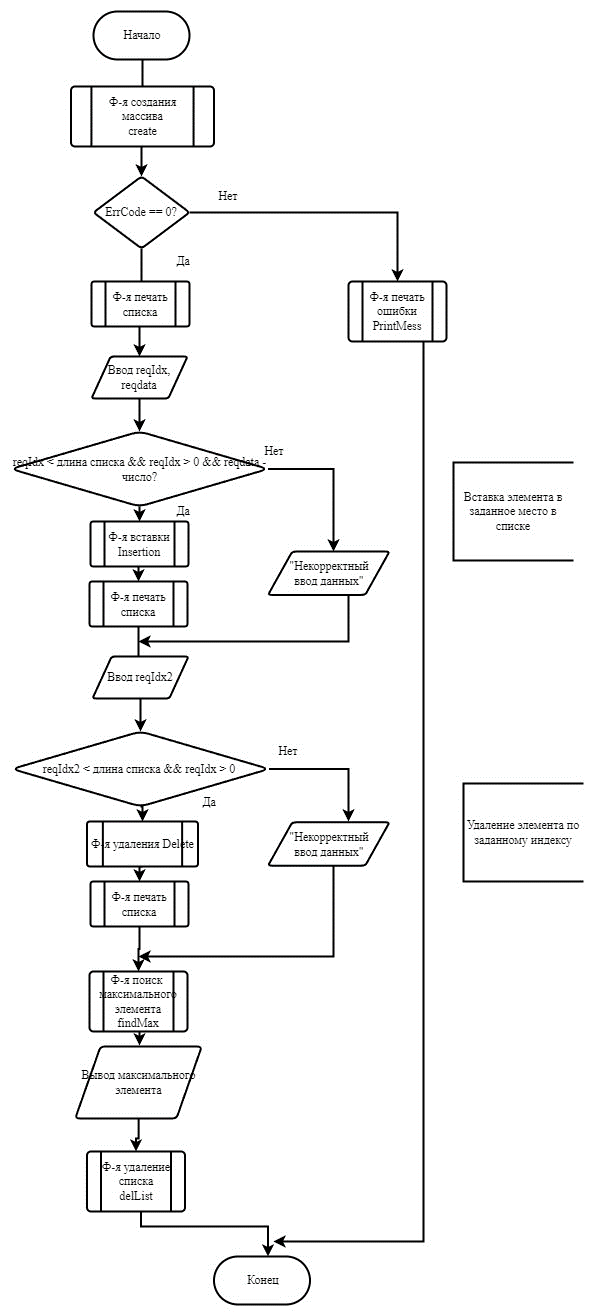 Начало
Ф-я создания
массива
create
ErrCode == 0?
Нет
Да
Ф-я печать
списка
Ф-я печать
ошибки
PrintMess
Ввод reqIdx,
reqdata
reqIdx < длина списка && reqIdx > 0 && reqdata -
число?
Нет
Да
Вставка элемента в
заданное место в
списке
Ф-я вставки
Insertion
"Некорректный
ввод данных"
Ф-я печать
списка
Ввод reqIdx2
reqIdx2 < длина списка && reqIdx > 0
Нет
Да
Удаление элемента по
заданному индексу
Ф-я удаления Delete
"Некорректный
ввод данных"
Ф-я печать
списка
Ф-я поиск
максимального
элемента
findMax
Вывод максимального
элемента
Ф-я удаление
списка
delList
Конец